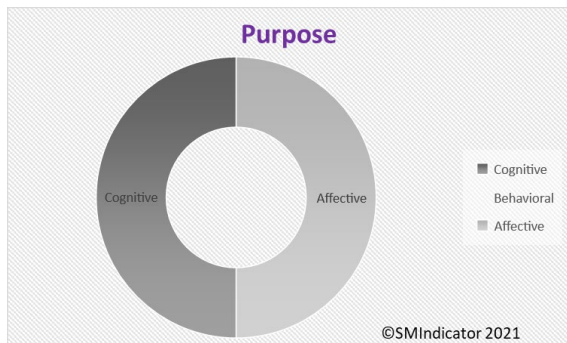 Purpose
Cognitive
Affective
Cognitive
Behavioral
Affective
©SMIndicator 2021